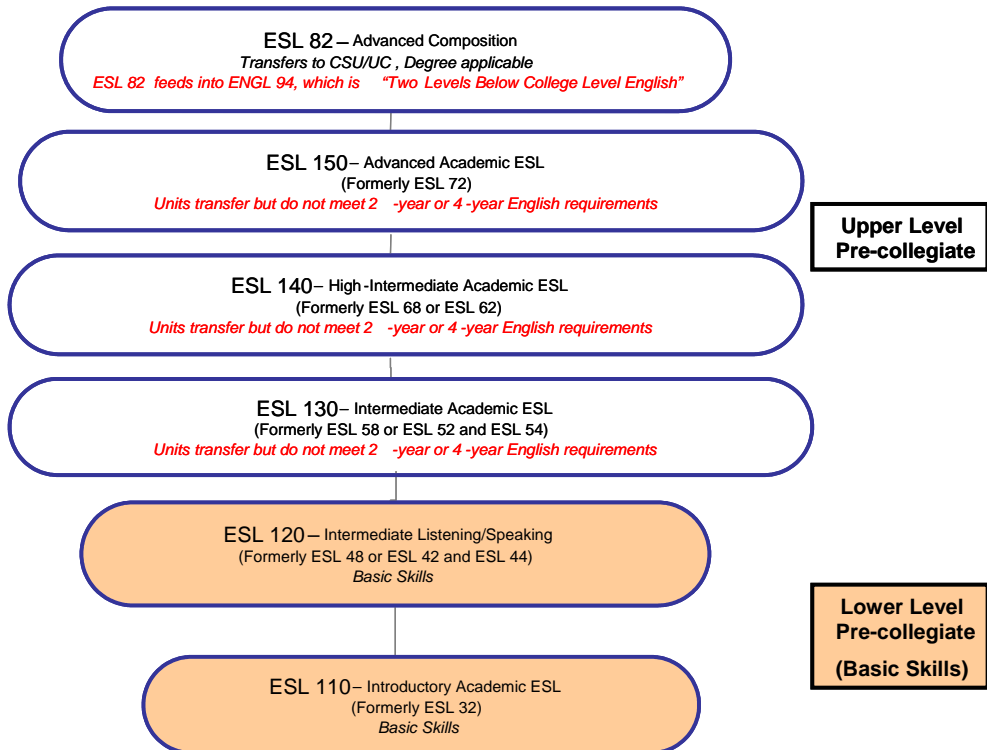 ESL 82 – Advanced Composition
Transfers to CSU/UC , Degree applicable
ESL 82 feeds into ENGL 94, which is “Two Levels Below College Level English”
ESL 150 – Advanced Academic ESL
(Formerly ESL 72)
Units transfer but do not meet 2 -year or 4 -year English requirements
Upper Level
Pre-collegiate
ESL 140 – High-Intermediate Academic ESL
(Formerly ESL 68 or ESL 62)
Units transfer but do not meet 2 -year or 4 -year English requirements
ESL 130 – Intermediate Academic ESL
(Formerly ESL 58 or ESL 52 and ESL 54)
Units transfer but do not meet 2 -year or 4 -year English requirements
ESL 120 – Intermediate Listening/Speaking
(Formerly ESL 48 or ESL 42 and ESL 44)
Basic Skills
Lower Level
Pre-collegiate
(Basic Skills)
ESL 110 – Introductory Academic ESL
(Formerly ESL 32)
Basic Skills